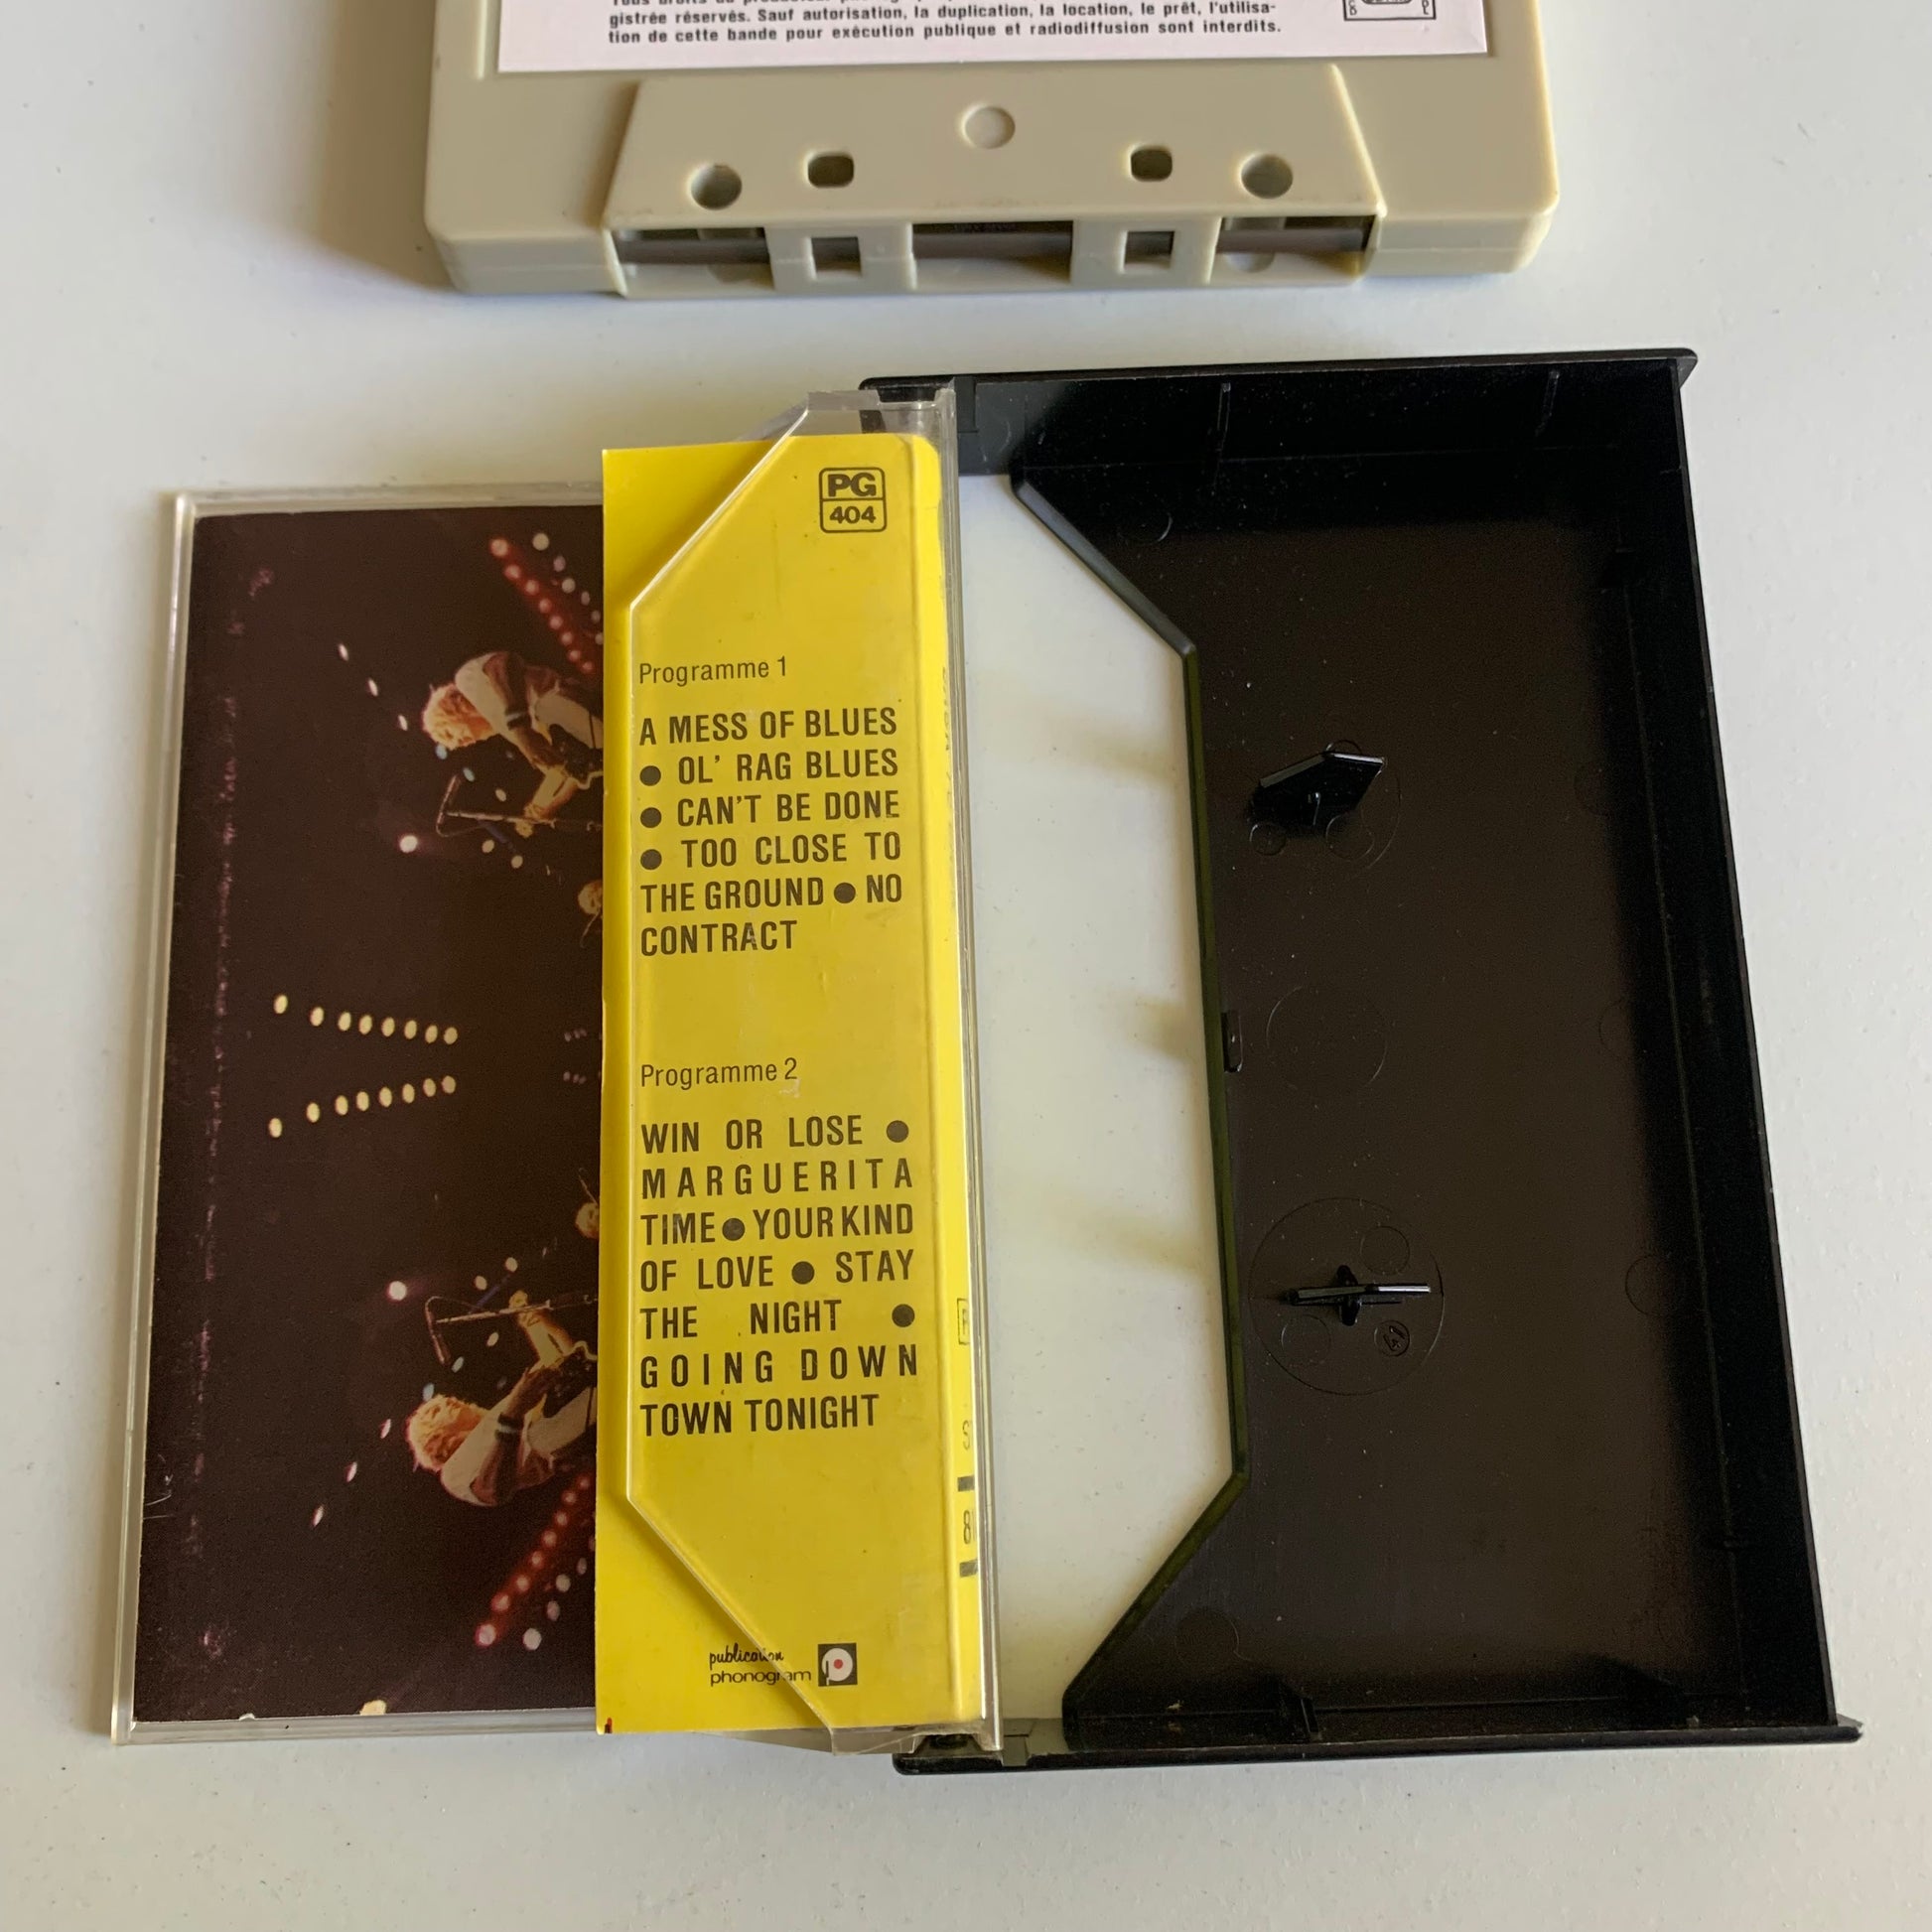 gistrée réservés. Sauf autorisation, la duplication, la location, le prêt, l'utilisa-
tion de cette bande pour exécution publique et radiodiffusion sont interdits.
PG
404
Programme 1
A MESS OF BLUES
● OL' RAG BLUES
● CAN'T BE DONE
● TOO CLOSE TO
THE GROUND ● NO
CONTRACT
Programme 2
WIN OR LOSE ●
MARGUERITA
TIME ● YOUR KIND
OF LOVE ● STAY
THE NIGHT ●
GOING DOWN
TOWN TONIGHT
publication
phonogram